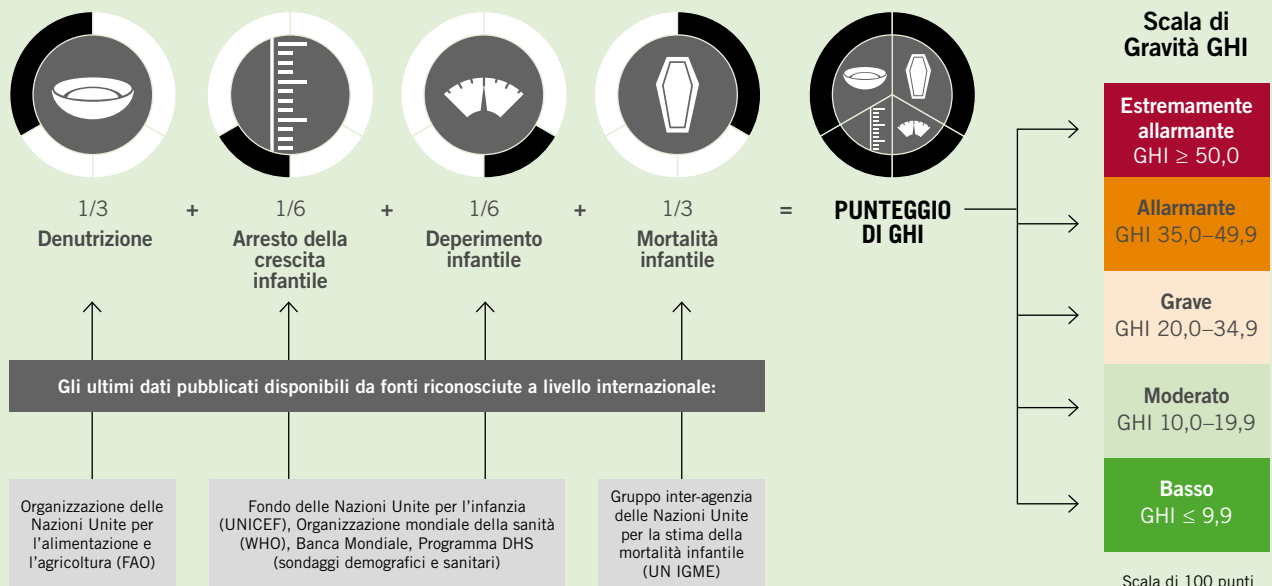 Scala di
Gravità GHI
1/3
+
1/6
+
1/6
+
1/3
=
PUNTEGGIO
DI GHI
Denutrizione
Arresto della
crescita
infantile
Deperimento
infantile
Mortalità
infantile
Estremamente
allarmante
GHI ≥ 50,0
Allarmante
GHI 35,0–49,9
Grave
GHI 20,0–34,9
Moderato
GHI 10,0–19,9
Basso
GHI ≤ 9,9
Scala di 100 punti
Gli ultimi dati pubblicati disponibili da fonti riconosciute a livello internazionale:
Organizzazione delle
Nazioni Unite per
l'alimentazione e
l'agricoltura (FAO)
Fondo delle Nazioni Unite per l'infanzia
(UNICEF), Organizzazione mondiale della sanità
(WHO), Banca Mondiale, Programma DHS
(sondaggi demografici e sanitari)
Gruppo inter-agenzia
delle Nazioni Unite
per la stima della
mortalità infantile
(UN IGME)